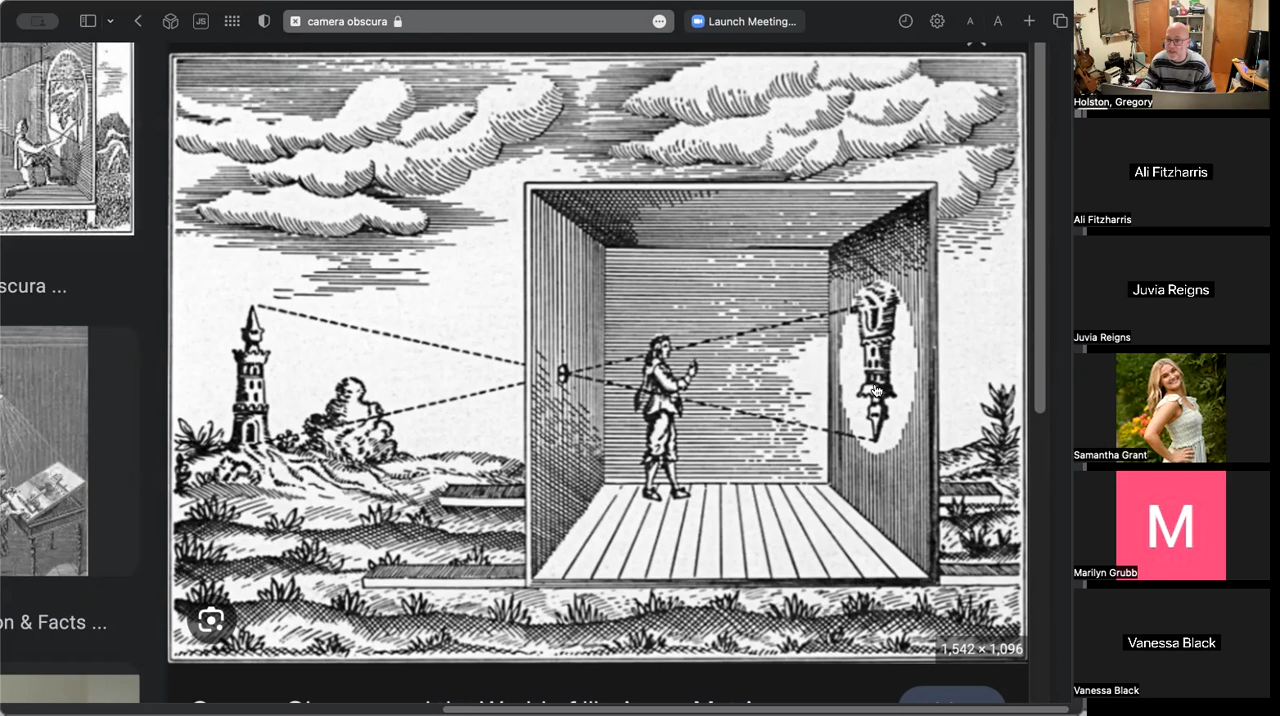 JS
camera obscura
Launch Meeting...
A
A
scura ...
n & Facts ...
1,542 × 1,096
Holston, Gregory
Ali Fitzharris
Ali Fitzharris
Juvia Reigns
Juvia Reigns
Samantha Grant
M
Marilyn Grubb
Vanessa Black
Vanessa Black